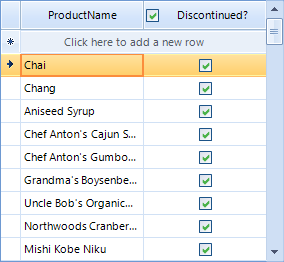 ProductName Discontinued?
Click here to add a new row
Chai
Chang
Aniseed Syrup
Chef Anton's Cajun S...
Chef Anton's Gumbo...
Grandma's Boysenbe...
Uncle Bob's Organic...
Northwoods Cranber...
Mishi Kobe Niku